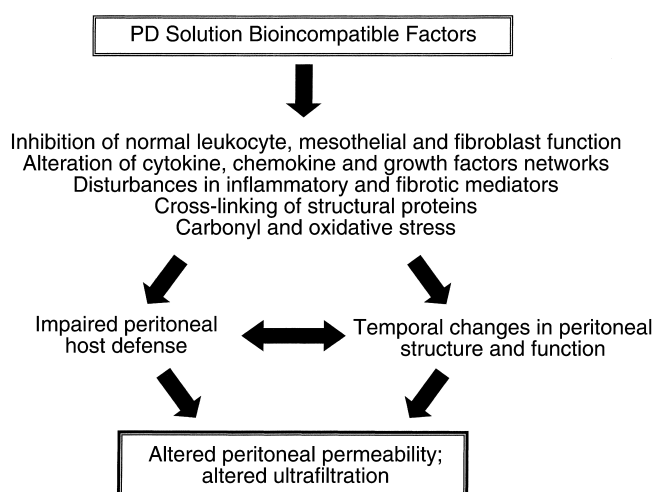 PD Solution Bioincompatible Factors
Inhibition of normal leukocyte, mesothelial and fibroblast function
Alteration of cytokine, chemokine and growth factors networks
Disturbances in inflammatory and fibrotic mediators
Cross-linking of structural proteins
Carbonyl and oxidative stress
Impaired peritoneal
host defense
Temporal changes in peritoneal
structure and function
Altered peritoneal permeability;
altered ultrafiltration